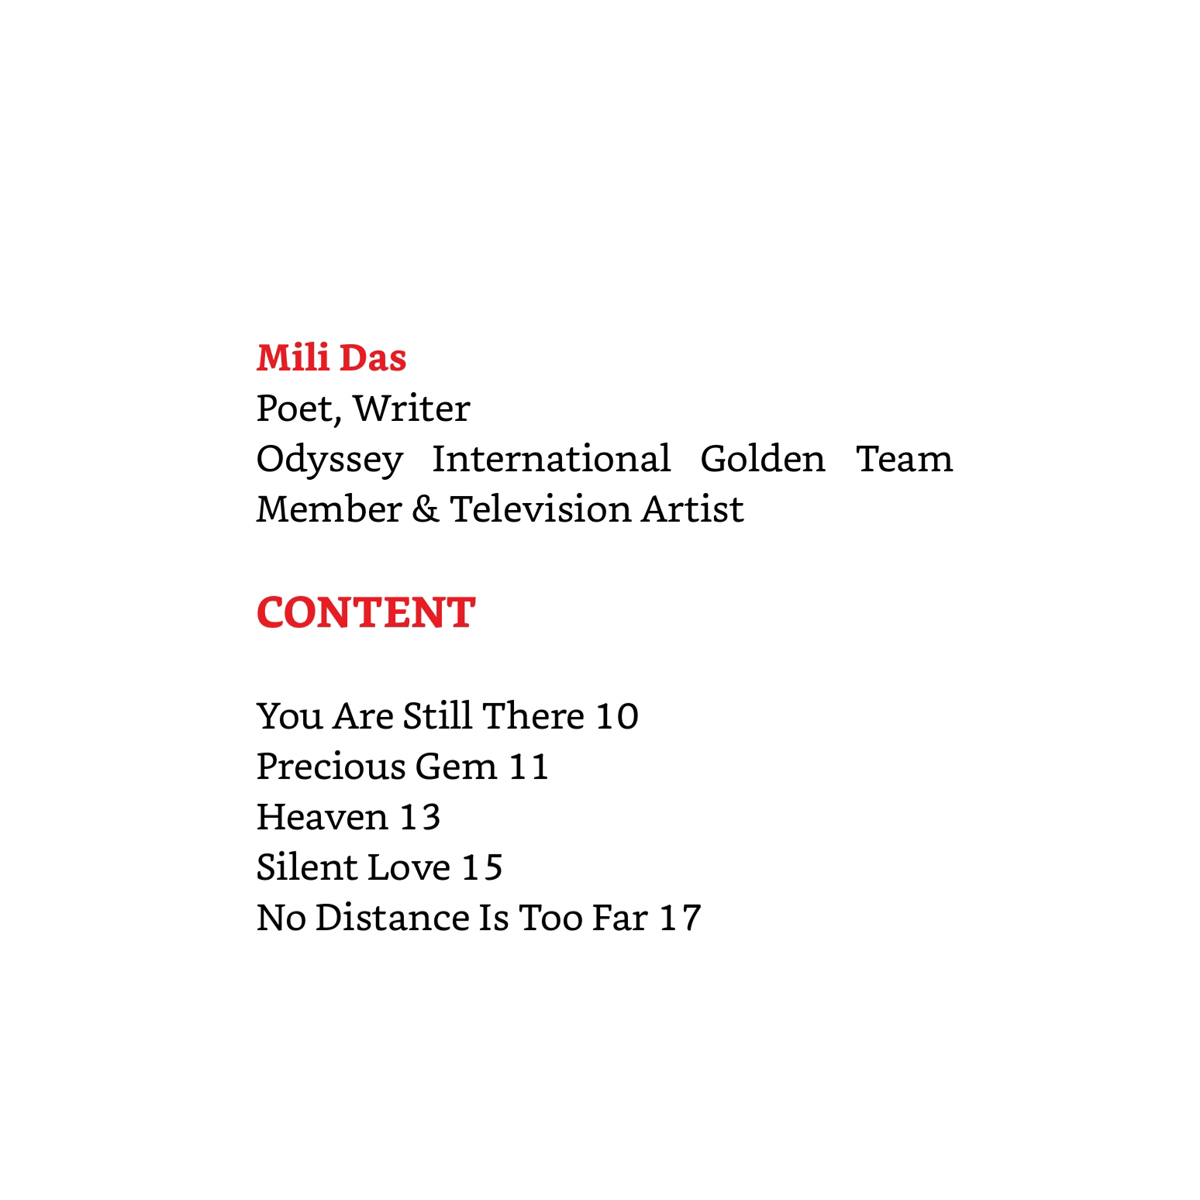 Mili Das
Poet, Writer
Odyssey International Golden Team
Member & Television Artist
CONTENT
You Are Still There 10
Precious Gem 11
Heaven 13
Silent Love 15
No Distance Is Too Far 17